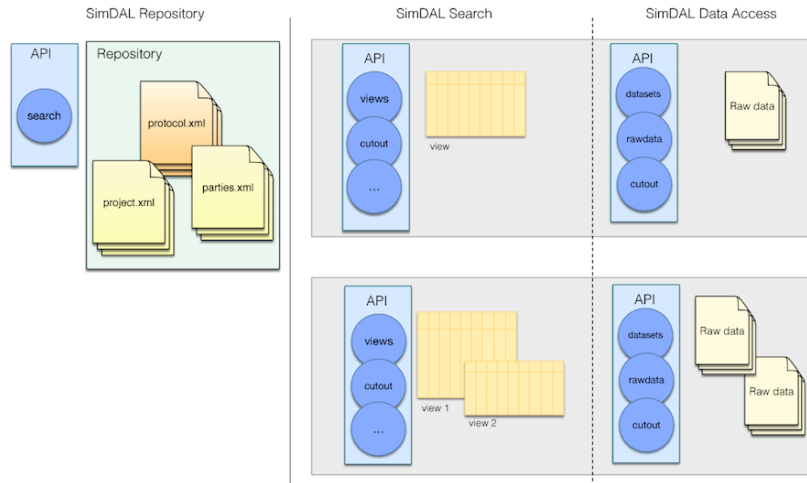 SimDAL Repository
SimDAL Search
SimDAL Data Access
API
search
Repository
protocol.xml
project.xml
parties.xml
API
views
cutout
...
view
API
datasets
rawdata
cutout
Raw data
API
views
cutout
...
view 1
view 2
API
datasets
rawdata
cutout
Raw data
Raw data